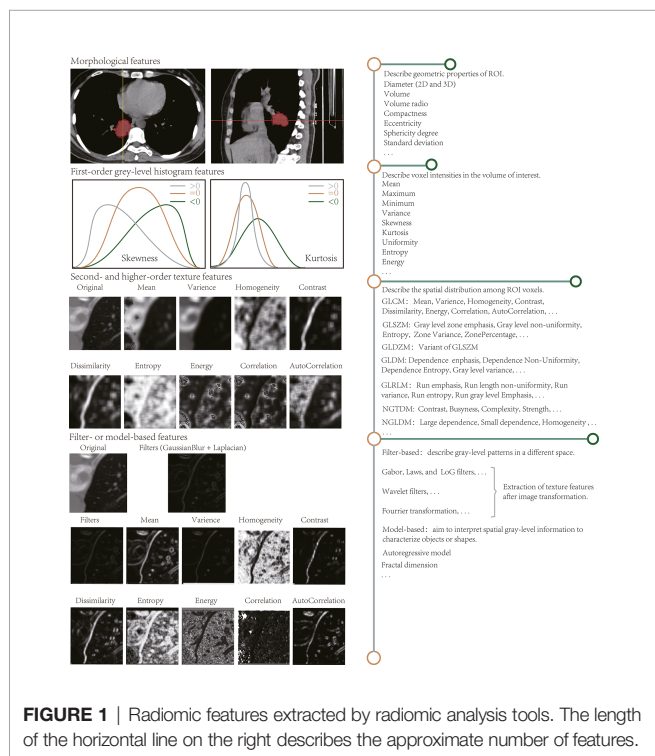 Morphological features
First-order grey-level histogram features
>0
=0
<0
Skewness
>0
=0
<0
Kurtosis
Second- and higher-order texture features
Original Mean Varience Homogeneity Contrast
Dissimilarity Entropy Energy Correlation AutoCorrelation
Filter- or model-based features
Original Filters (GaussianBlur + Laplacian)
Filters Mean Variance Homogeneity Contrast
Dissimilarity Entropy Energy Correlation AutoCorrelation
Describe geometric properties of ROI.
Diameter (2D and 3D)
Volume
Volume radio
Compactness
Eccentricity
Sphericity degree
Standard deviation
. . .
Describe voxel intensities in the volume of interest.
Mean
Maximum
Minimum
Variance
Skewness
Kurtosis
Uniformity
Entropy
Energy
. . .
Describe the spatial distribution among ROI voxels.
GLCM: Mean, Varience, Homogeneity, Contrast,
Dissimilarity, Energy, Correlation, AutoCorrelation, . . .
GLSZM: Gray level zone emphasis, Gray level non-uniformity,
Entropy, Zone Variance, ZonePercentage, . . .
GLDZM: Variant of GLSZM
GLDM: Dependence enphasis, Dependence Non-Uniformity,
Dependence Entropy, Gray level variance, . . .
GLRLM: Run emphasis, Run length non-uniformity, Run
variance, Run entropy, Run gray level Emphasis, . . .
NGTDM: Contrast, Busyness, Complexity, Strength, . . .
NGLDM: Large dependence, Small dependence, Homogeneity , . . .
. . .
Filter-based: describe gray-level patterns in a different space.
Gabor, Laws, and LoG filters, . . .
Wavelet filters, . . .
Fourrier transformation, . . .
Extraction of texture features
after image transformation.
Model-based: aim to interpret spatial gray-level information to
characterize objects or shapes.
Autoregressive model
Fractal dimension
. . .
FIGURE 1 | Radiomic features extracted by radiomic analysis tools. The length
of the horizontal line on the right describes the approximate number of features.